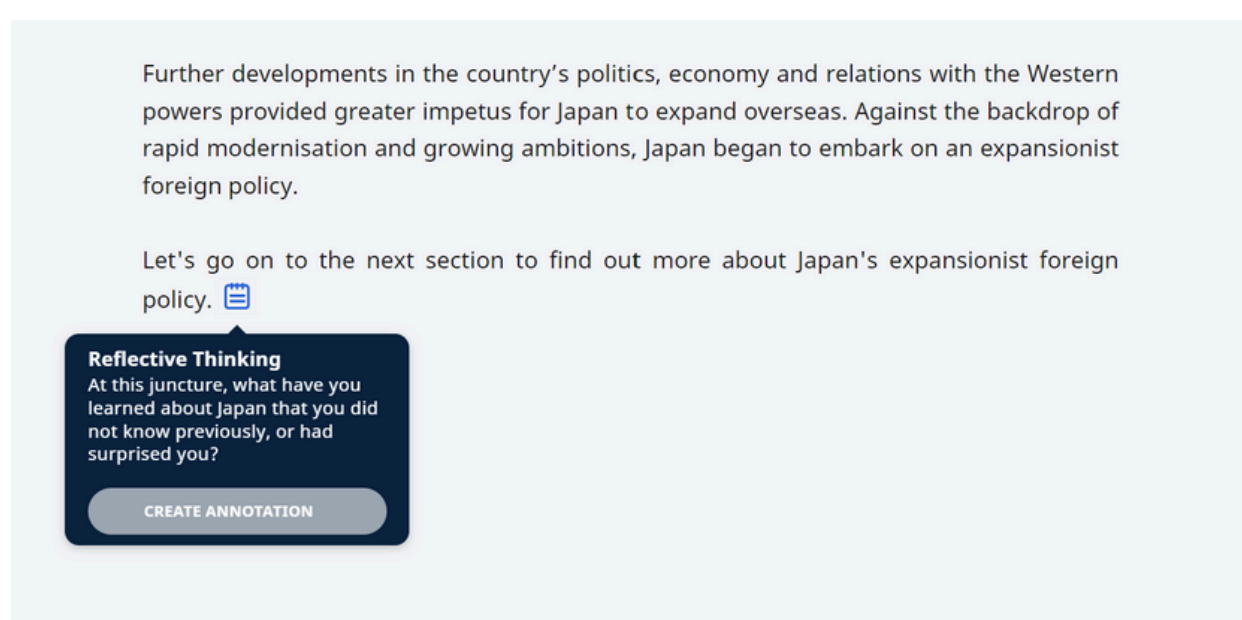 Further developments in the country’s politics, economy and relations with the Western
powers provided greater impetus for Japan to expand overseas. Against the backdrop of
rapid modernisation and growing ambitions, Japan began to embark on an expansionist
foreign policy.
Let's go on to the next section to find out more about Japan's expansionist foreign
policy.
Reflective Thinking
At this juncture, what have you
learned about Japan that you did
not know previously, or had
surprised you?
CREATE ANNOTATION